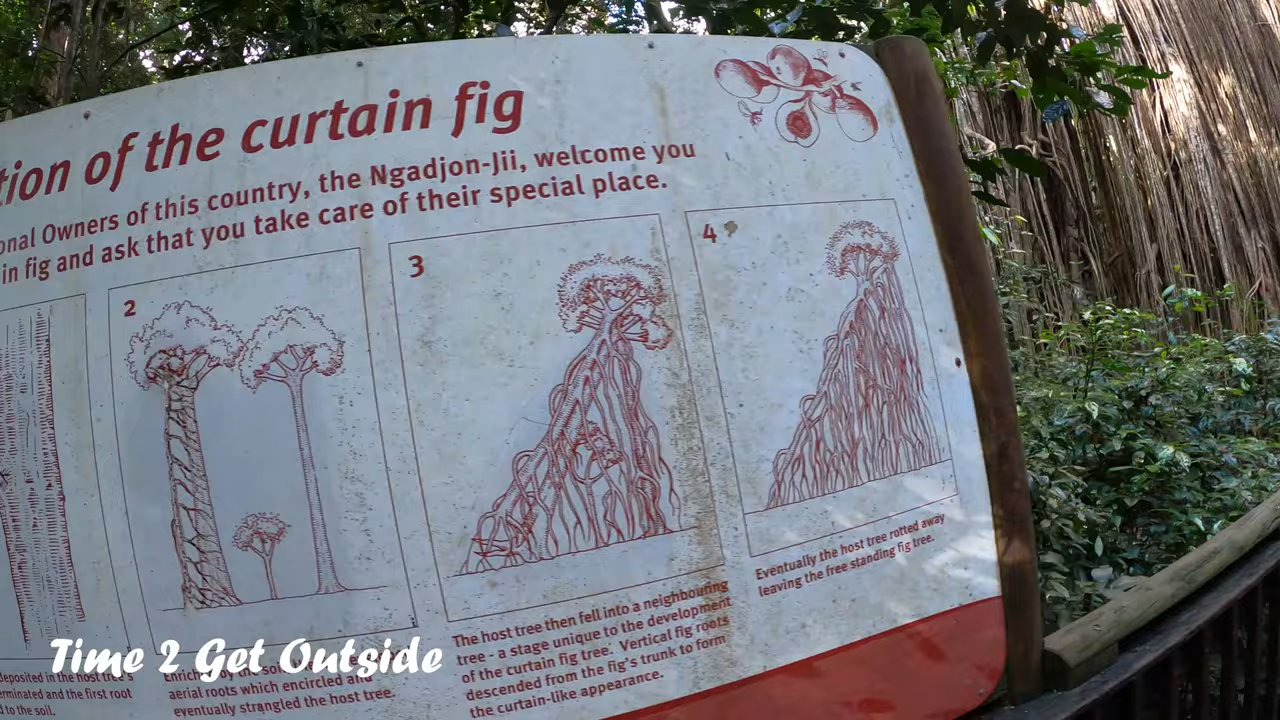 tion of the curtain fig
onal Owners of this country, the Ngadjon-Jii, welcome you
in fig and ask that you take care of their special place.
2
3
4
deposited in the host tree's
erminated and the first root
d to the soil.
Enriched by the soil
aerial roots which encircled and
eventually strangled the host tree.
The host tree then fell into a neighbouring
tree - a stage unique to the development
of the curtain fig tree. Vertical fig roots
descended from the fig's trunk to form
the curtain-like appearance.
Eventually the host tree rotted away
leaving the free standing fig tree.
Time 2 Get Outside